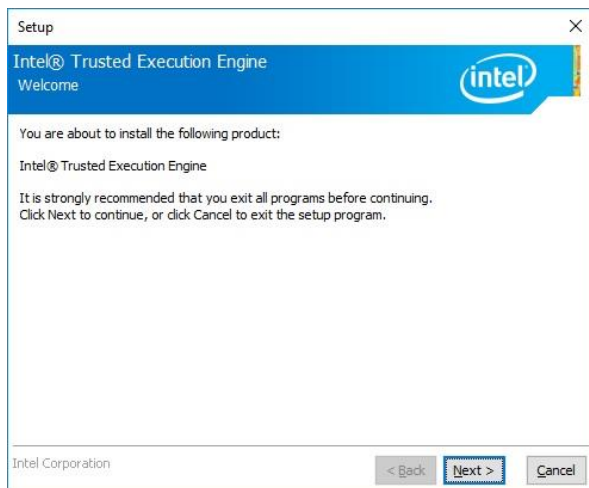 Setup
Intel® Trusted Execution Engine
Welcome
intel
You are about to install the following product:
Intel® Trusted Execution Engine
It is strongly recommended that you exit all programs before continuing.
Click Next to continue, or click Cancel to exit the setup program.
Intel Corporation
< Back Next > Cancel